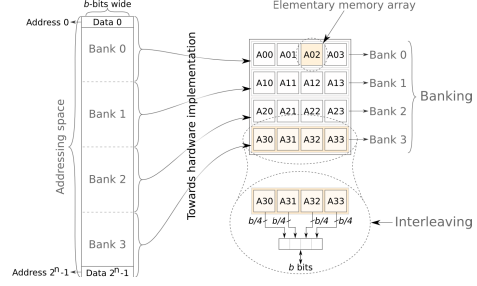 b-bits wide
Address 0
Data 0
Bank 0
Bank 1
Bank 2
Bank 3
Address 2ⁿ-1
Data 2ⁿ-1
Addressing space
Towards hardware implementation
Elementary memory array
A00 A01 A02 A03
Bank 0
A10 A11 A12 A13
Bank 1
A20 A21 A22 A23
Bank 2
A30 A31 A32 A33
Bank 3
Banking
A30 A31 A32 A33
b/4 b/4 b/4 b/4
b bits
Interleaving